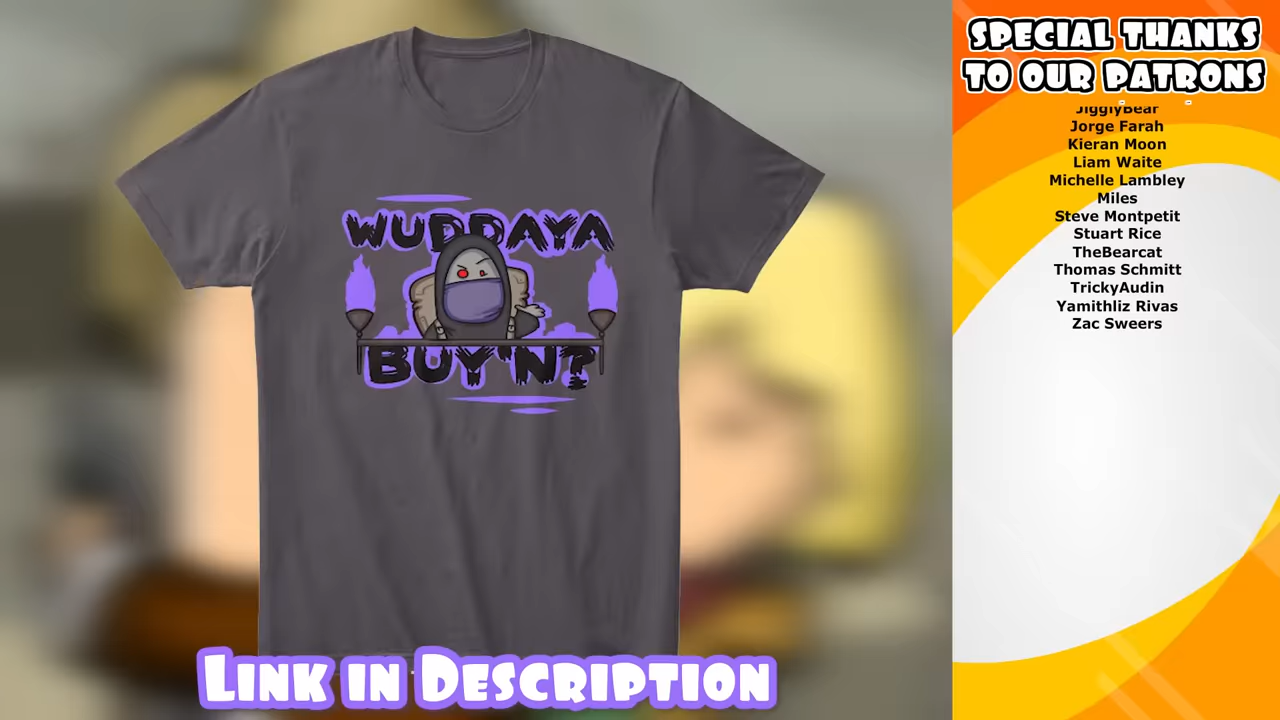 WUDDAYA
BUY'N?
LINK IN DESCRIPTION
SPECIAL THANKS
TO OUR PATRONS
JigglyBear
Jorge Farah
Kieran Moon
Liam Waite
Michelle Lambley
Miles
Steve Montpetit
Stuart Rice
TheBearcat
Thomas Schmitt
TrickyAudin
Yamithliz Rivas
Zac Sweers